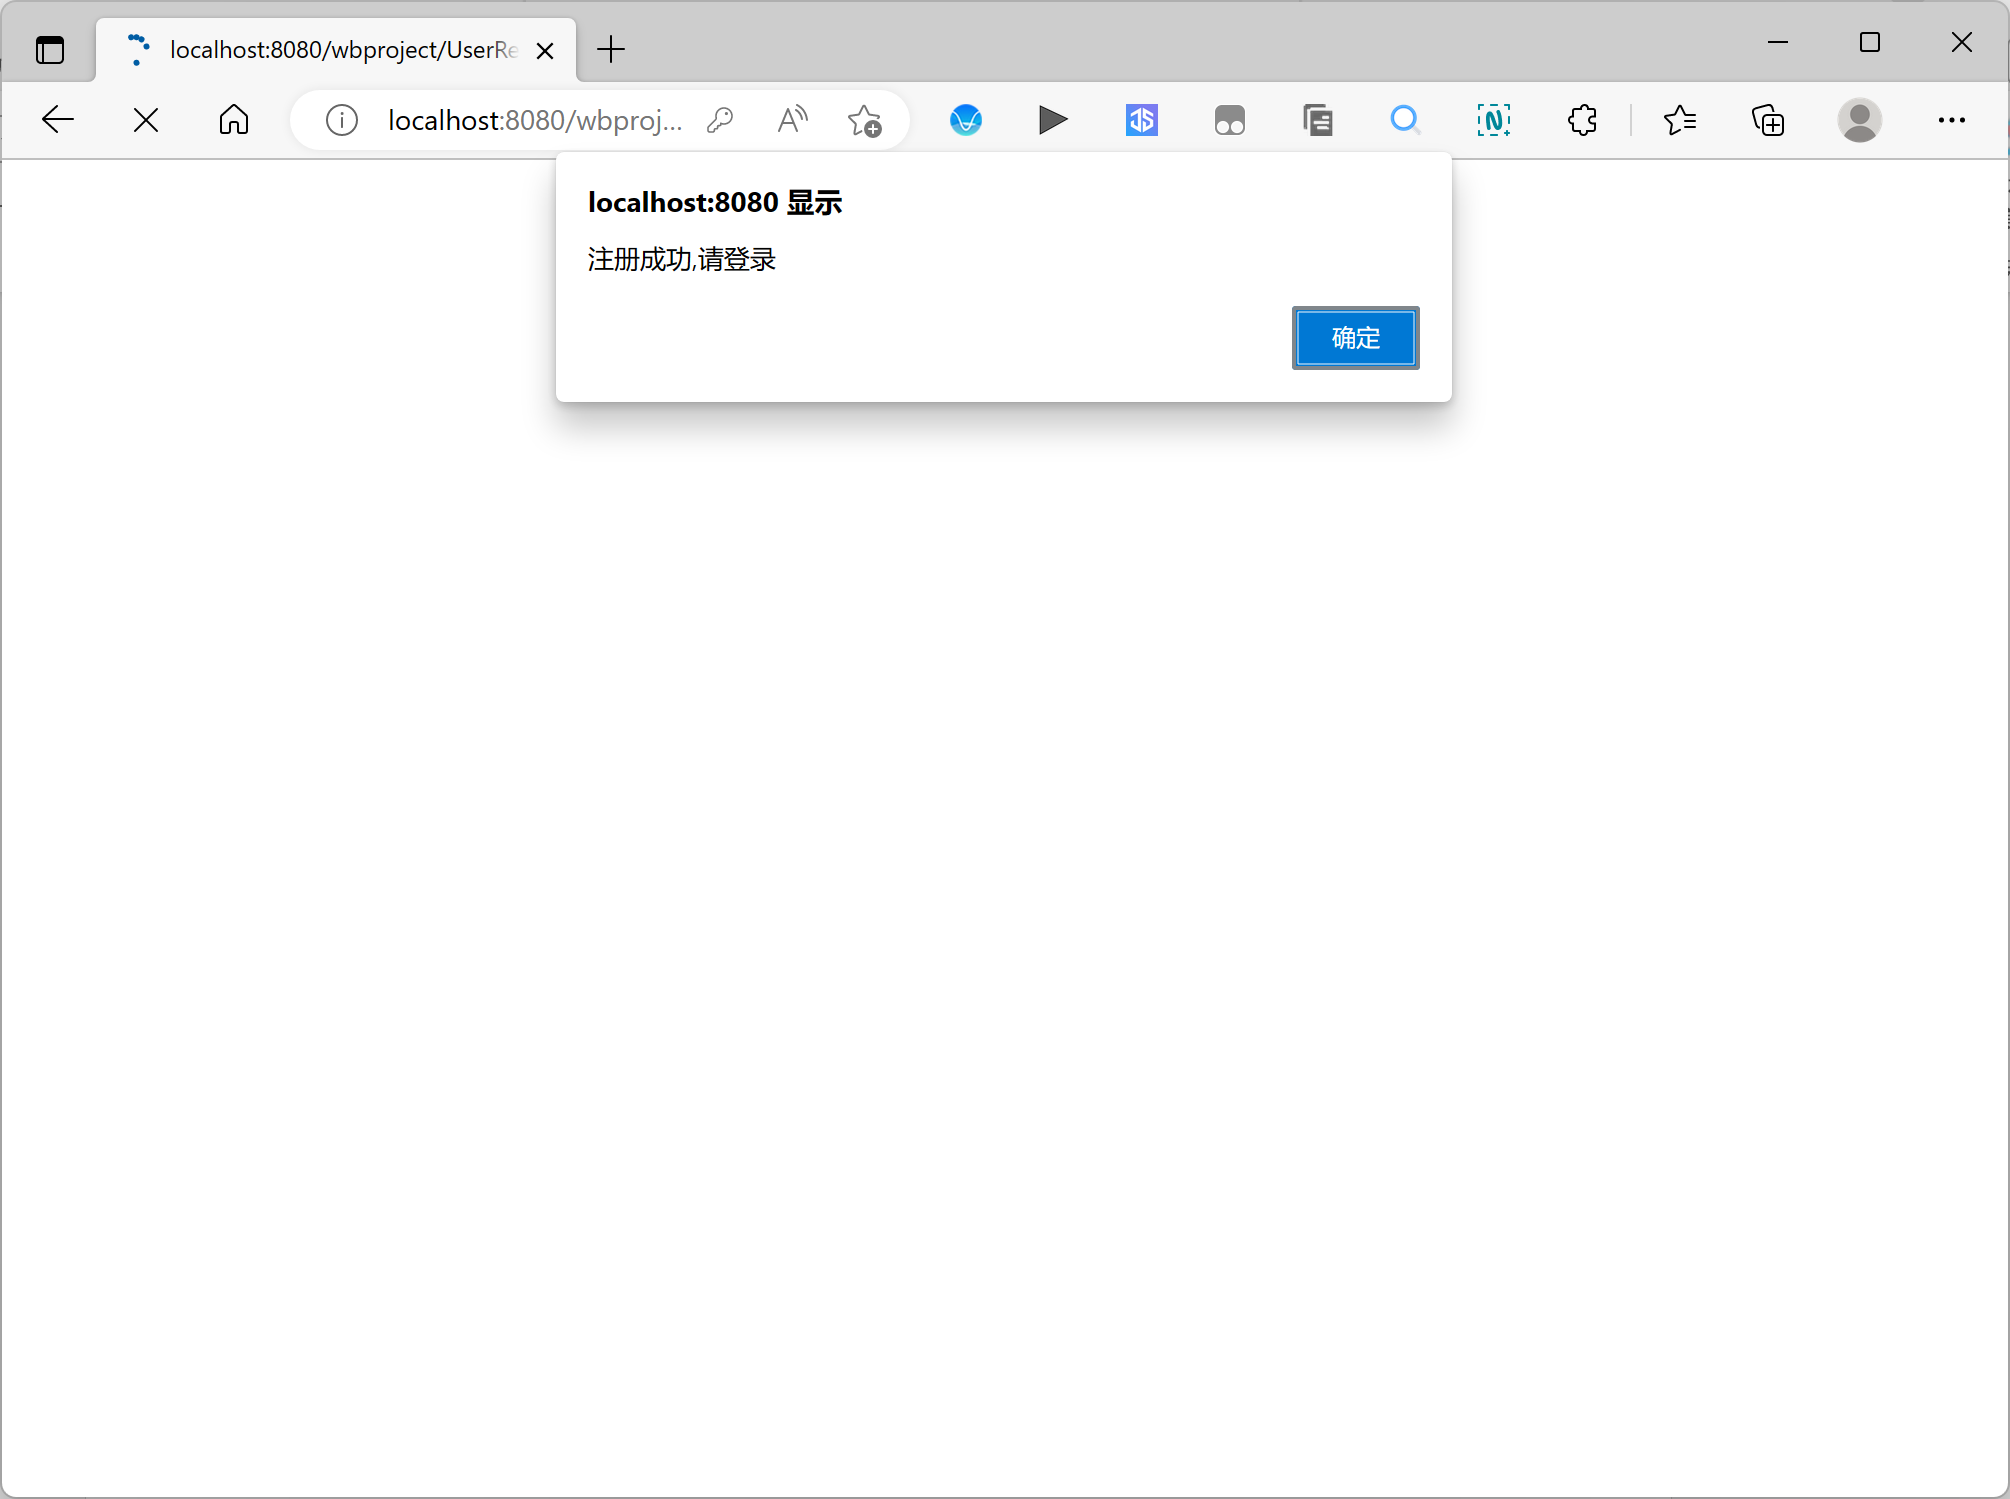 localhost:8080/wbproject/UserRe
localhost:8080/wbproj...
localhost:8080 显示
注册成功,请登录
确定